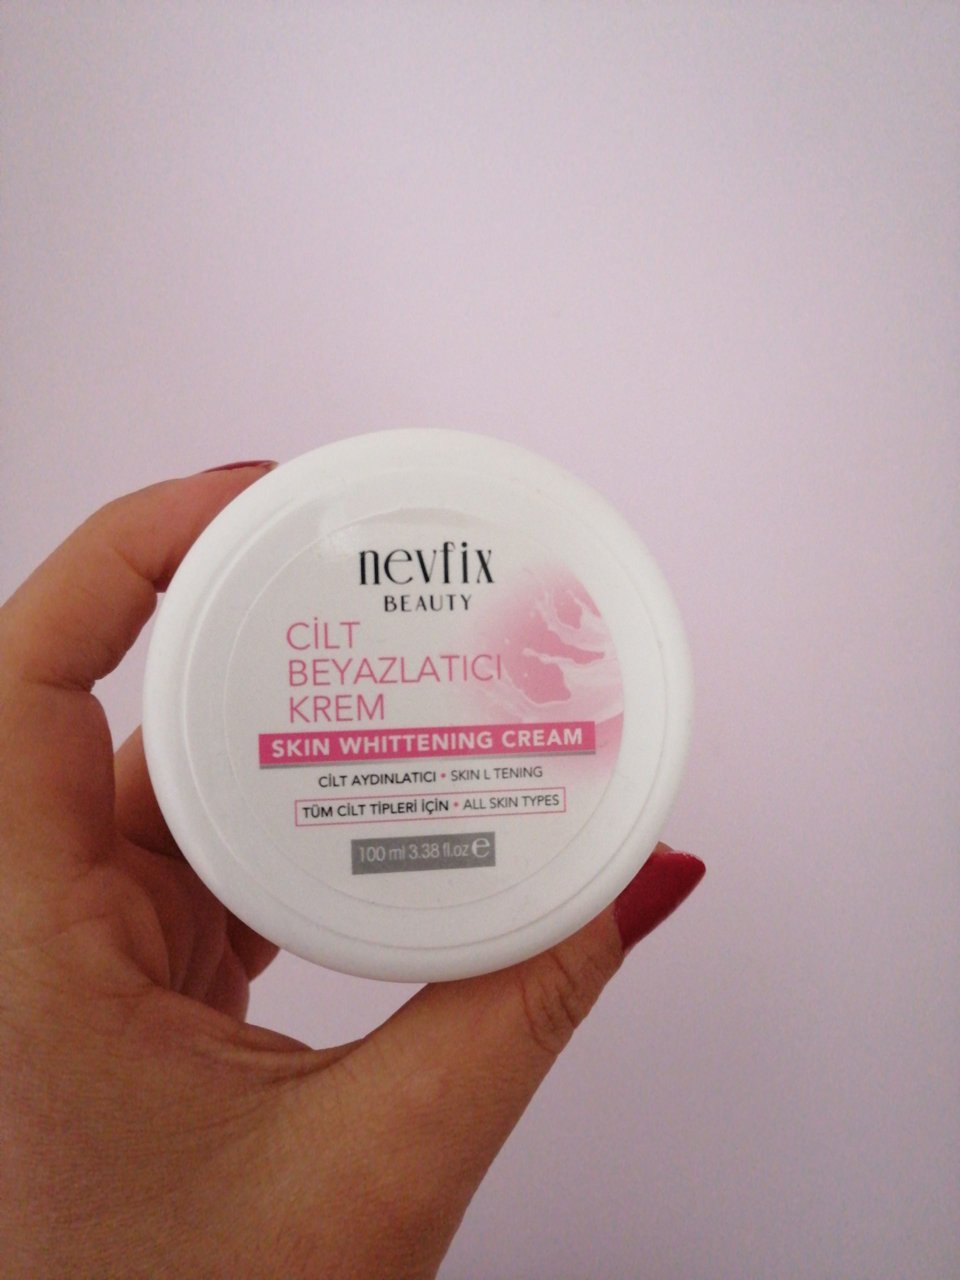 nevfix
BEAUTY
CİLT
BEYAZLATICI
KREM
SKIN WHITTENING CREAM
CİLT AYDINLATICI • SKIN L TENING
TÜM CİLT TİPLERİ İÇİN • ALL SKIN TYPES
100 ml 3.38 fl.oz ℮